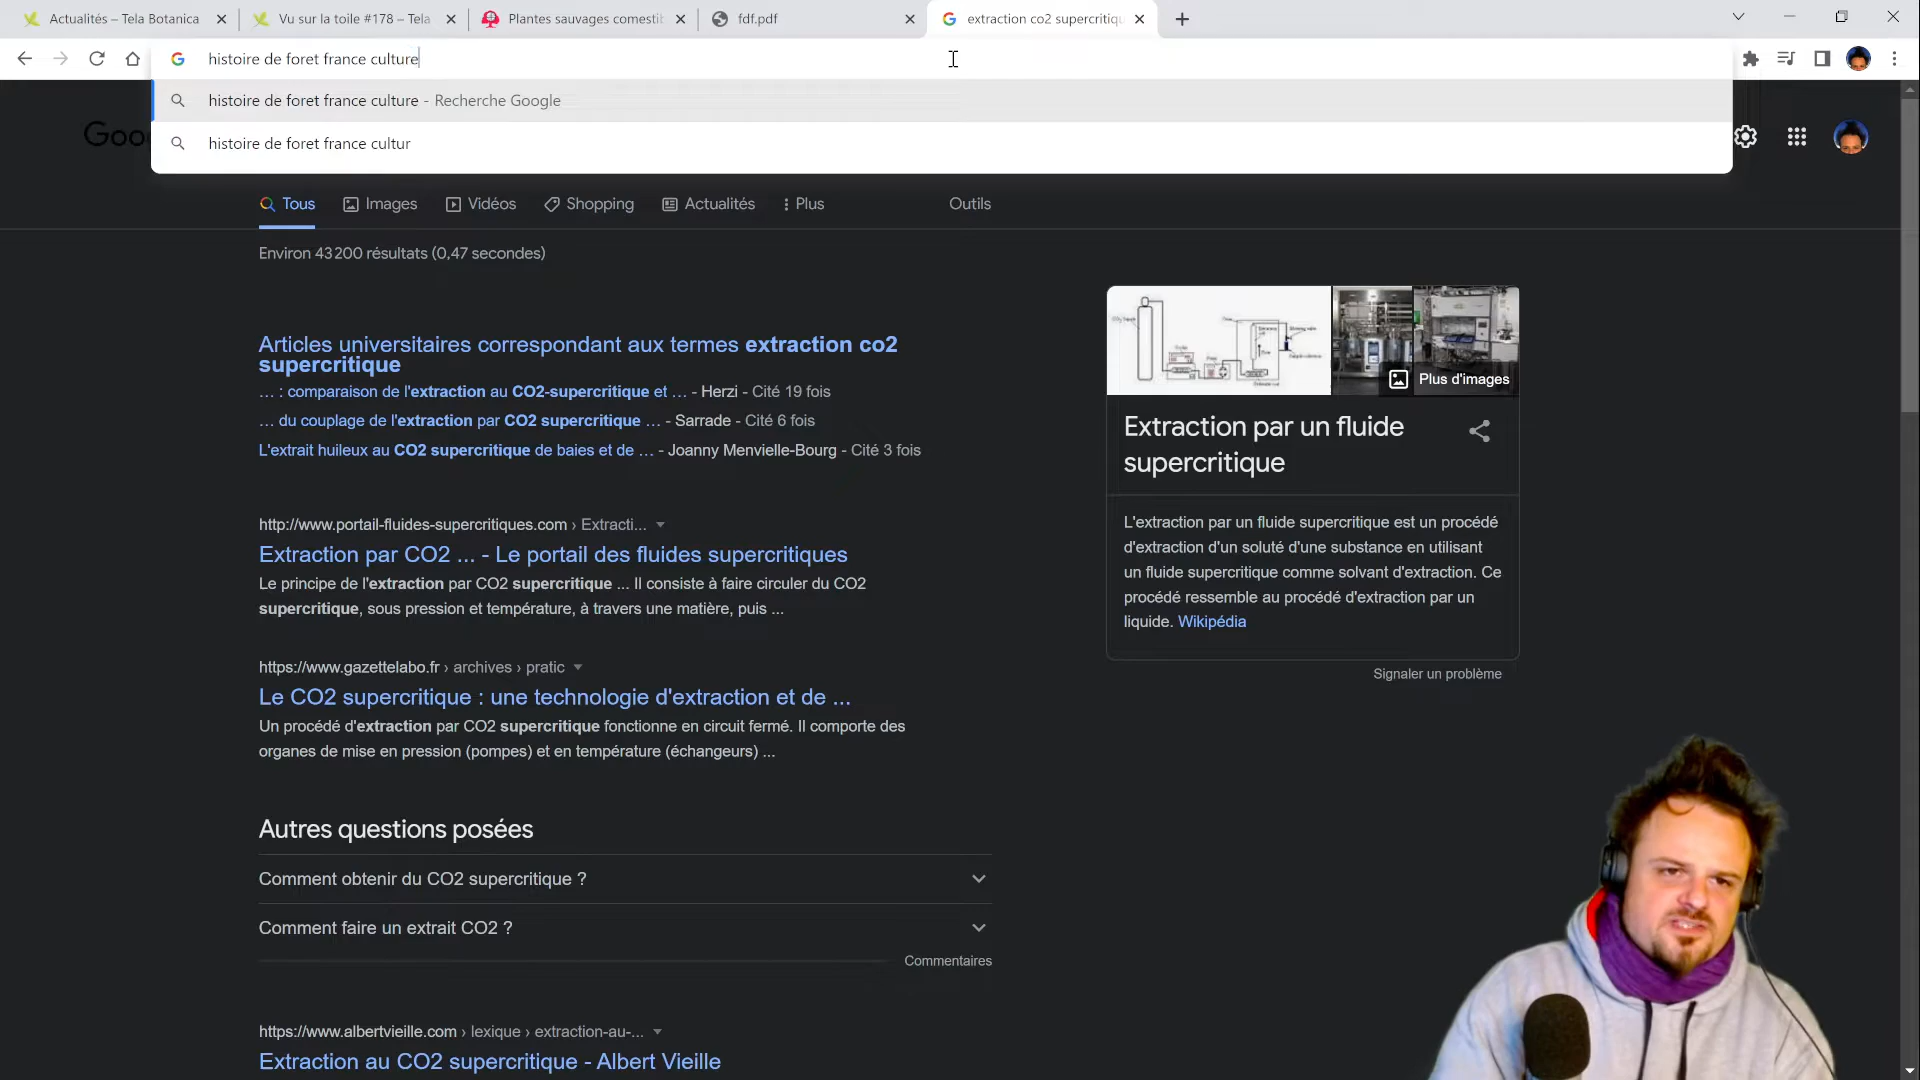 Actualités – Tela Botanica
Vu sur la toile #178 – Tela
Plantes sauvages comestib
fdf.pdf
extraction co2 supercritiqu
histoire de foret france culture
histoire de foret france culture - Recherche Google
histoire de foret france cultur
Goo
Tous
Images
Vidéos
Shopping
Actualités
Plus
Outils
Environ 43 200 résultats (0,47 secondes)
Articles universitaires correspondant aux termes extraction co2
supercritique
… : comparaison de l'extraction au CO2-supercritique et … - Herzi - Cité 19 fois
… du couplage de l'extraction par CO2 supercritique … - Sarrade - Cité 6 fois
L'extrait huileux au CO2 supercritique de baies et de … - Joanny Menvielle-Bourg - Cité 3 fois
http://www.portail-fluides-supercritiques.com › Extracti...
Extraction par CO2 ... - Le portail des fluides supercritiques
Le principe de l'extraction par CO2 supercritique ... Il consiste à faire circuler du CO2
supercritique, sous pression et température, à travers une matière, puis ...
https://www.gazettelabo.fr › archives › pratic
Le CO2 supercritique : une technologie d'extraction et de ...
Un procédé d'extraction par CO2 supercritique fonctionne en circuit fermé. Il comporte des
organes de mise en pression (pompes) et en température (échangeurs) ...
Autres questions posées
Comment obtenir du CO2 supercritique ?
Comment faire un extrait CO2 ?
Commentaires
https://www.albertvieille.com › lexique › extraction-au-...
Extraction au CO2 supercritique - Albert Vieille
Plus d'images
Extraction par un fluide
supercritique
L'extraction par un fluide supercritique est un procédé
d'extraction d'un soluté d'une substance en utilisant
un fluide supercritique comme solvant d'extraction. Ce
procédé ressemble au procédé d'extraction par un
liquide. Wikipédia
Signaler un problème